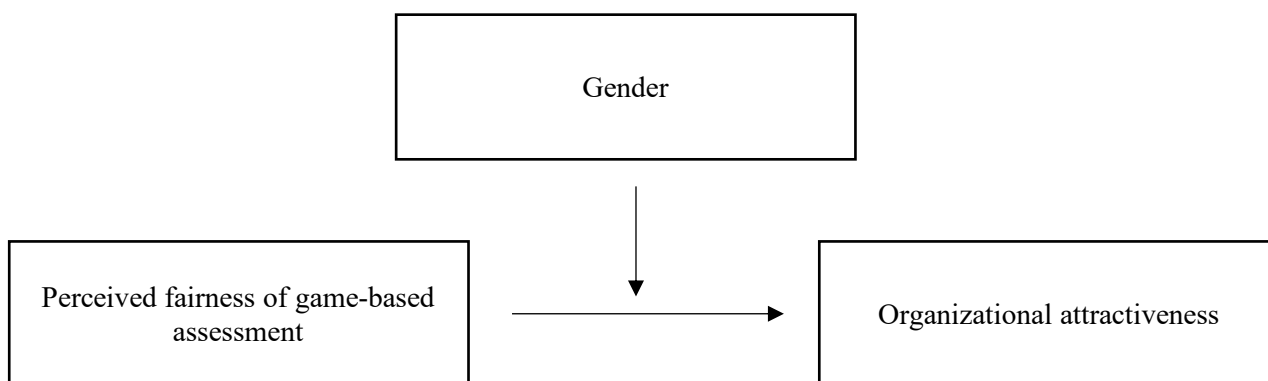 Gender
Perceived fairness of game-based
assessment
Organizational attractiveness